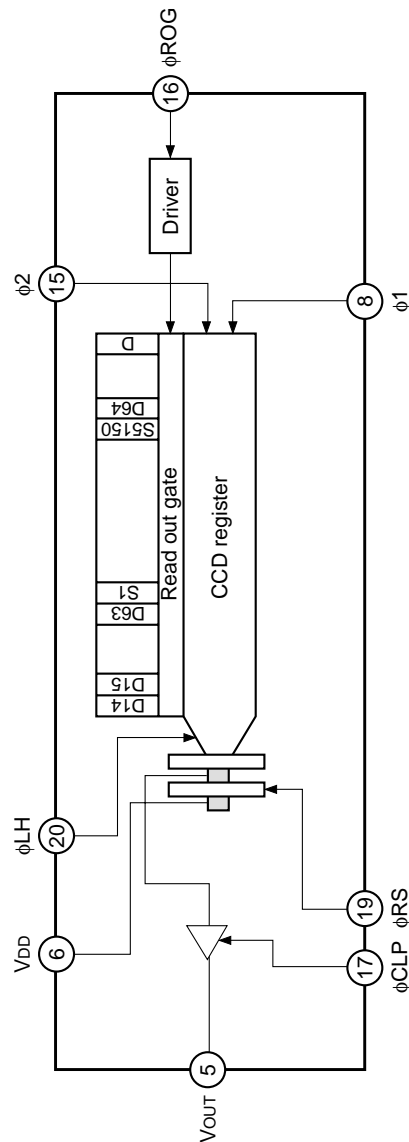 φROG
16
Driver
φ2
15
φ1
8
D14
D15
D63
S1
S5150
D64
D
Read out gate
CCD register
φLH
20
VDD
6
φRS
19
φCLP
17
VOUT
5